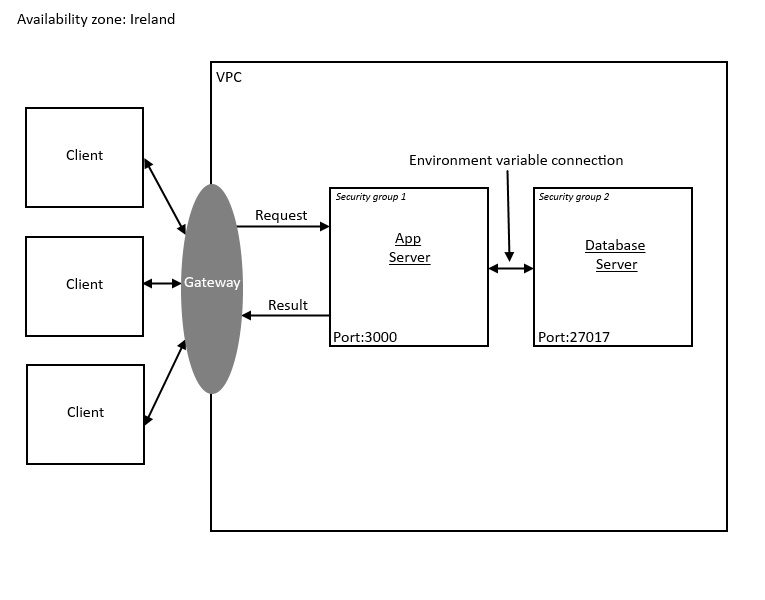 Availability zone: Ireland
VPC
Client
Client
Client
Gateway
Request
Result
Environment variable connection
Security group 1
App
Server
Port:3000
Security group 2
Database
Server
Port:27017